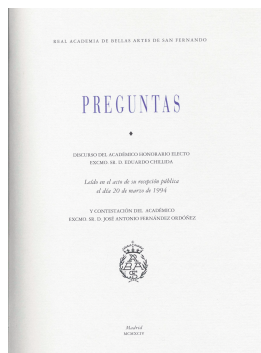 REAL ACADEMIA DE BELLAS ARTES DE SAN FERNANDO
PREGUNTAS
DISCURSO DEL ACADÉMICO HONORARIO ELECTO
EXCMO. SR. D. EDUARDO CHILLIDA
Leído en el acto de su recepción pública
el día 20 de marzo de 1994
Y CONTESTACIÓN DEL ACADÉMICO
EXCMO. SR. D. JOSÉ ANTONIO FERNÁNDEZ ORDÓÑEZ
Madrid
MCMXCIV